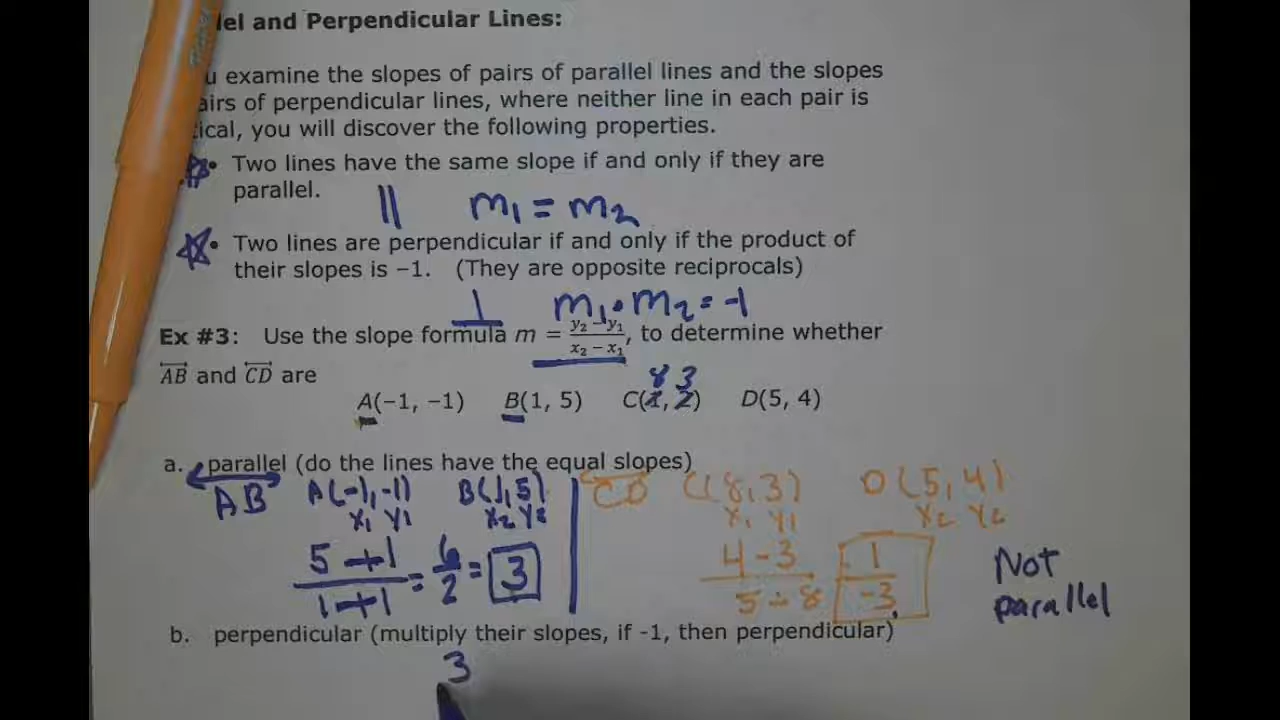 lel and Perpendicular Lines:
u examine the slopes of pairs of parallel lines and the slopes
airs of perpendicular lines, where neither line in each pair is
ical, you will discover the following properties.
• Two lines have the same slope if and only if they are
parallel.
|| m₁ = m₂
• Two lines are perpendicular if and only if the product of
their slopes is −1. (They are opposite reciprocals)
m₁ • m₂ = -1
Ex #3: Use the slope formula m = y₂ − y₁ / x₂ − x₁, to determine whether
AB and CD are
8 3
A(−1, −1) B(1, 5) C( , 2) D(5, 4)
a. parallel (do the lines have the equal slopes)
AB A(-1,-1) B(1,5) CD C(8,3) D(5,4)
x₁ y₁ x₂ y₂ x₁ y₁ x₂ y₂
5+1 / 1+1 = 6/2 = 3 4-3 / 5-8 1/-3 Not
parallel
b. perpendicular (multiply their slopes, if -1, then perpendicular)
3